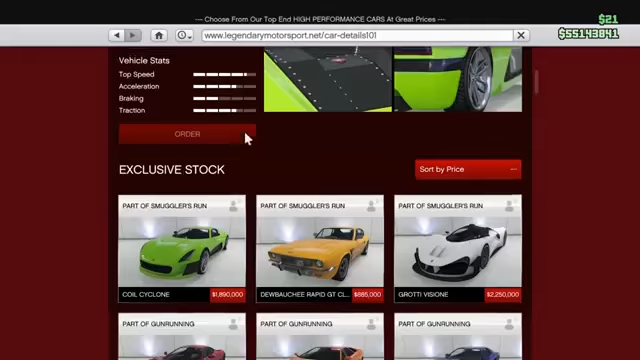 --- Choose From Our Top End HIGH PERFORMANCE CARS At Great Prices ---
$21
$55143841
www.legendarymotorsport.net/car-details101
Vehicle Stats
Top Speed
Acceleration
Braking
Traction
ORDER
EXCLUSIVE STOCK
Sort by Price
PART OF SMUGGLER'S RUN
PART OF SMUGGLER'S RUN
PART OF SMUGGLER'S RUN
COIL CYCLONE
$1,890,000
DEWBAUCHEE RAPID GT CL...
$885,000
GROTTI VISIONE
$2,250,000
PART OF GUNRUNNING
PART OF GUNRUNNING
PART OF GUNRUNNING